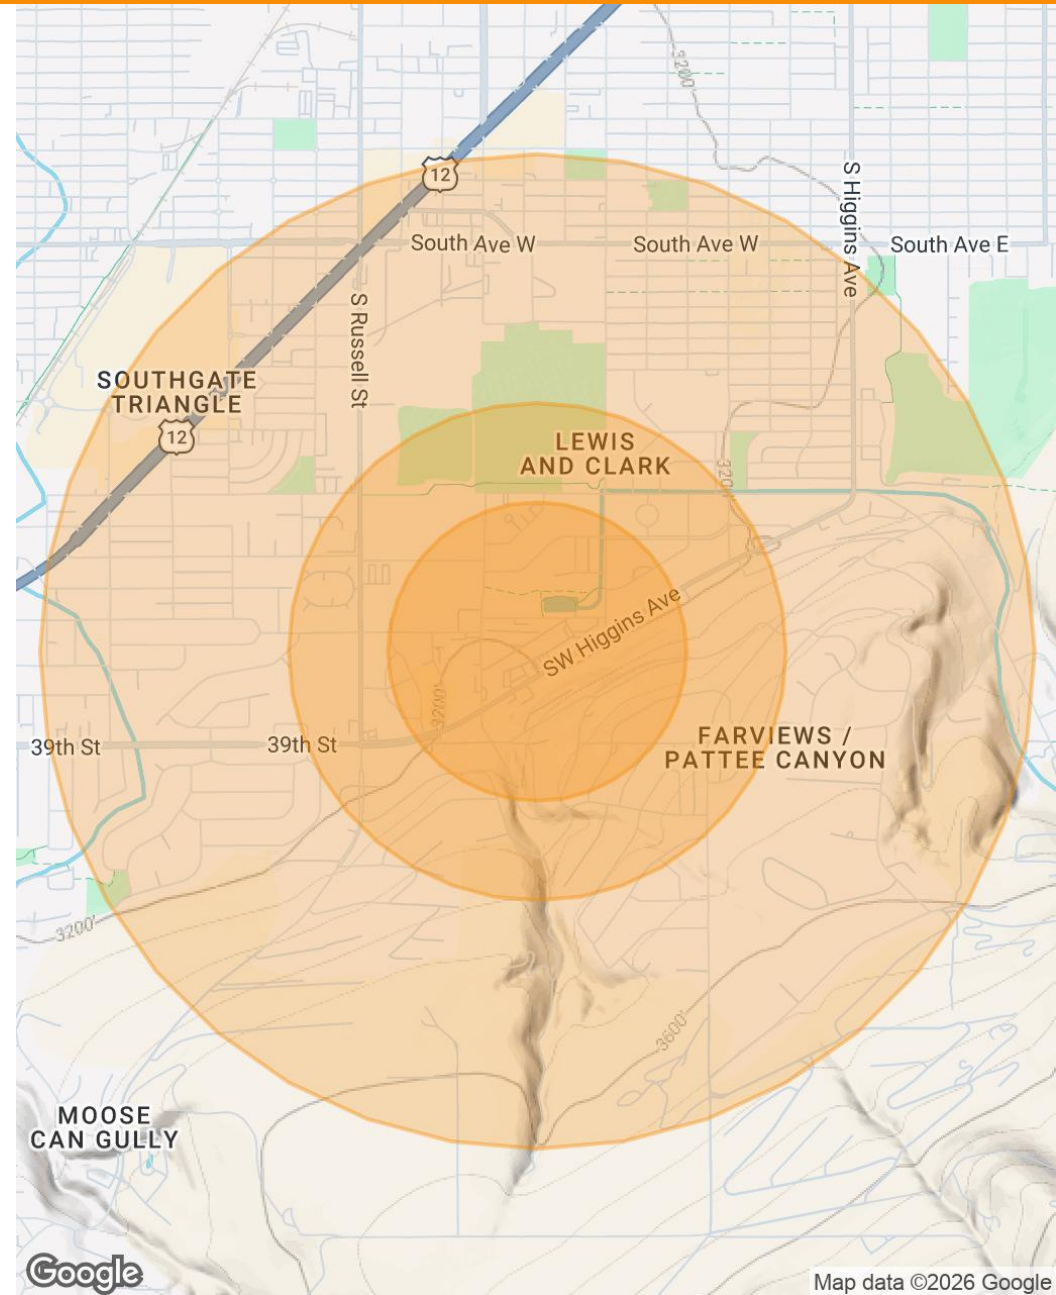 3200'
12
S Higgins Ave
South Ave W
South Ave W
South Ave E
S Russell St
SOUTHGATE
TRIANGLE
12
LEWIS
AND CLARK
3200'
SW Higgins Ave
3200'
39th St
39th St
FARVIEWS /
PATTEE CANYON
3200'
3600'
MOOSE
CAN GULLY
Google
Map data ©2026 Google